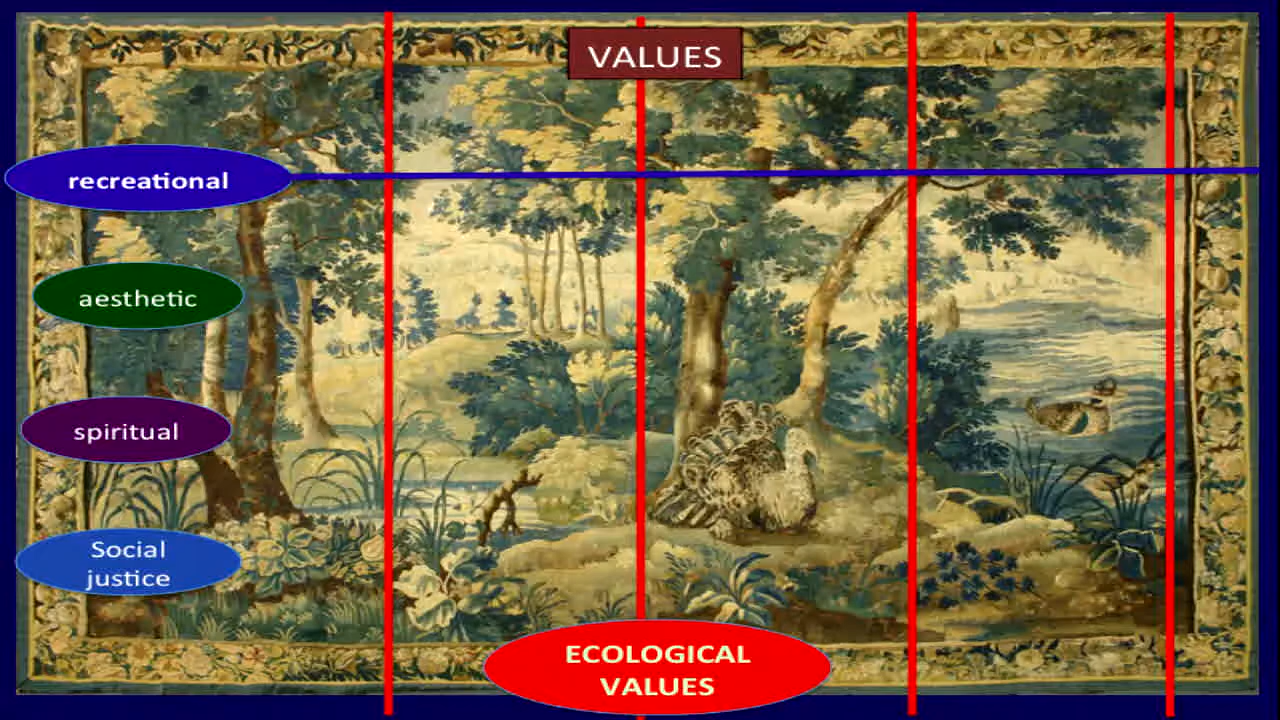 VALUES
recreational
aesthetic
spiritual
Social
justice
ECOLOGICAL
VALUES